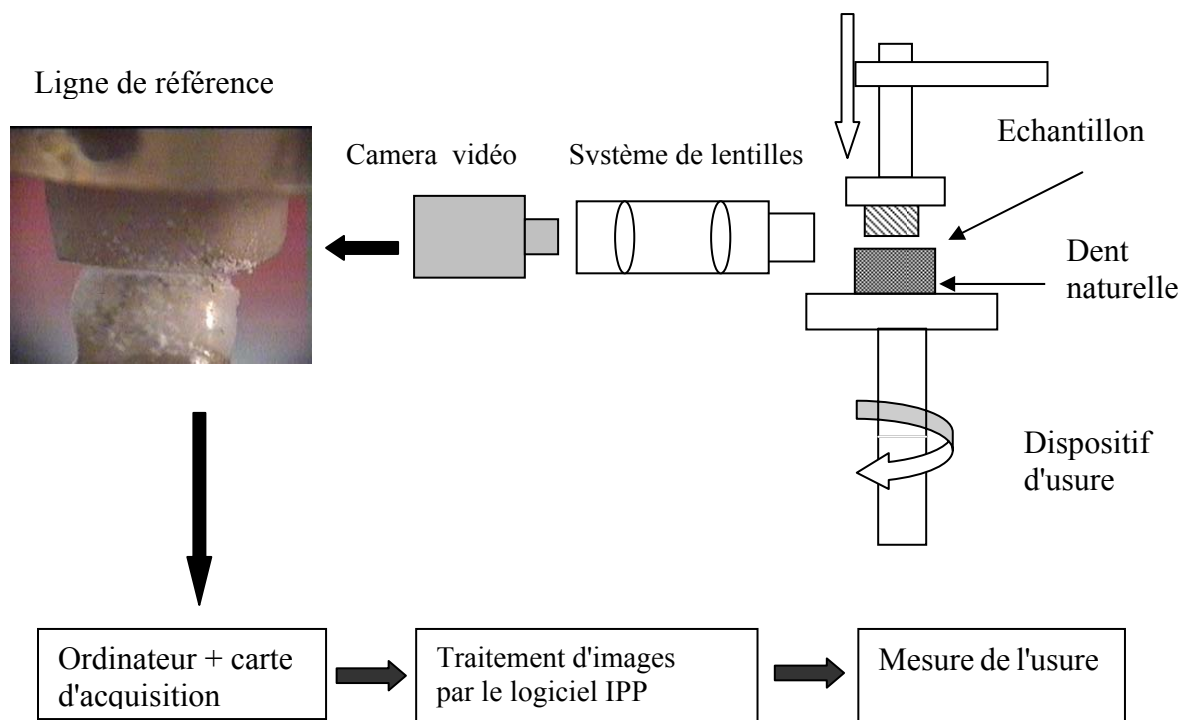 Ligne de référence
Camera vidéo
Svstème de lentilles
Echantillon
Dent
naturelle
Dispositif
d'usure
Ordinateur + carte
d'acquisition
Traitement d'images
par le logiciel IPP
Mesure de l'usure